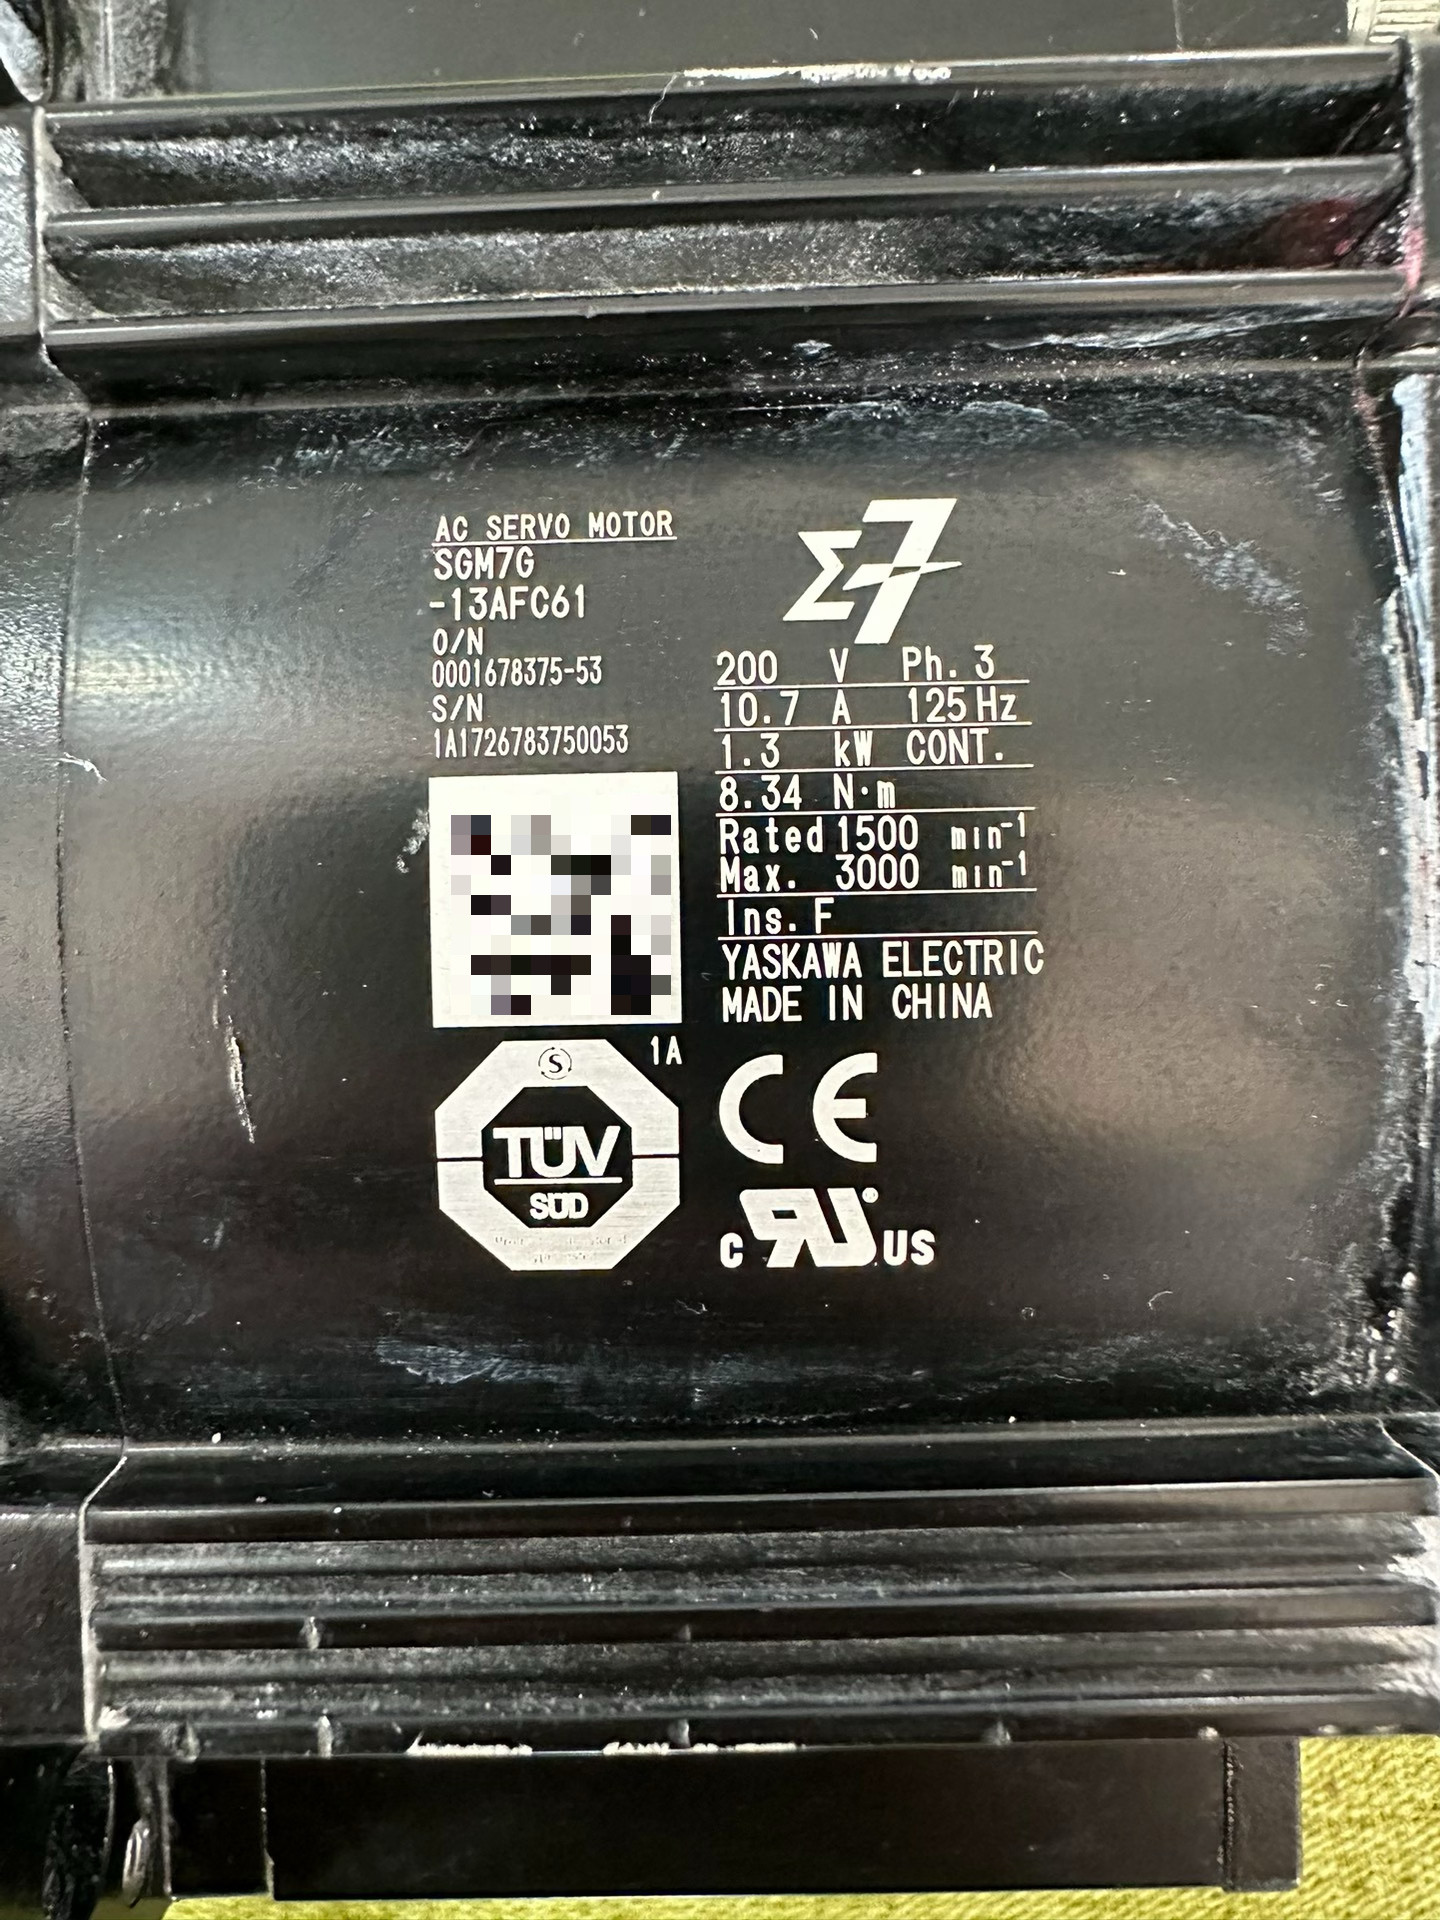 AC SERVO MOTOR
SGM7G
-13AFC61
O/N
0001678375-53
S/N
1A1726783750053
Σ7
200 V Ph. 3
10.7 A 125 Hz
1.3 kW CONT.
8.34 N·m
Rated 1500 min⁻¹
Max. 3000 min⁻¹
Ins. F
YASKAWA ELECTRIC
MADE IN CHINA
1A
S
TÜV
SÜD
CE
c RU ® US